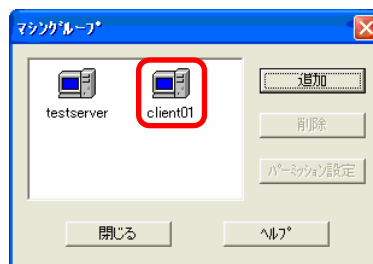 マシングループ
testserver
client01
追加
削除
パーミッション設定
閉じる
ヘルプ